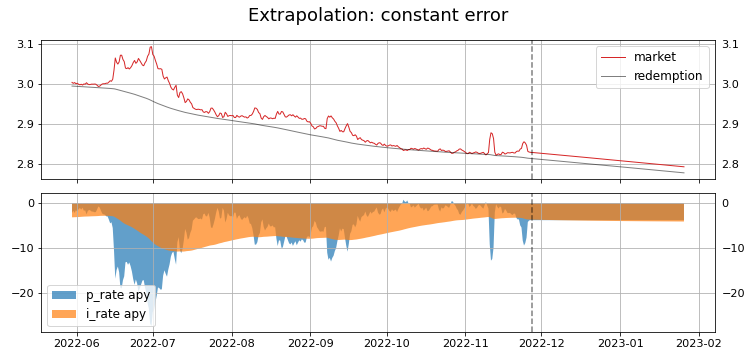 Extrapolation: constant error
3.1
3.0
2.9
2.8
3.1
3.0
2.9
2.8
market
redemption
0
−10
−20
0
−10
−20
p_rate apy
i_rate apy
2022-06 2022-07 2022-08 2022-09 2022-10 2022-11 2022-12 2023-01 2023-02